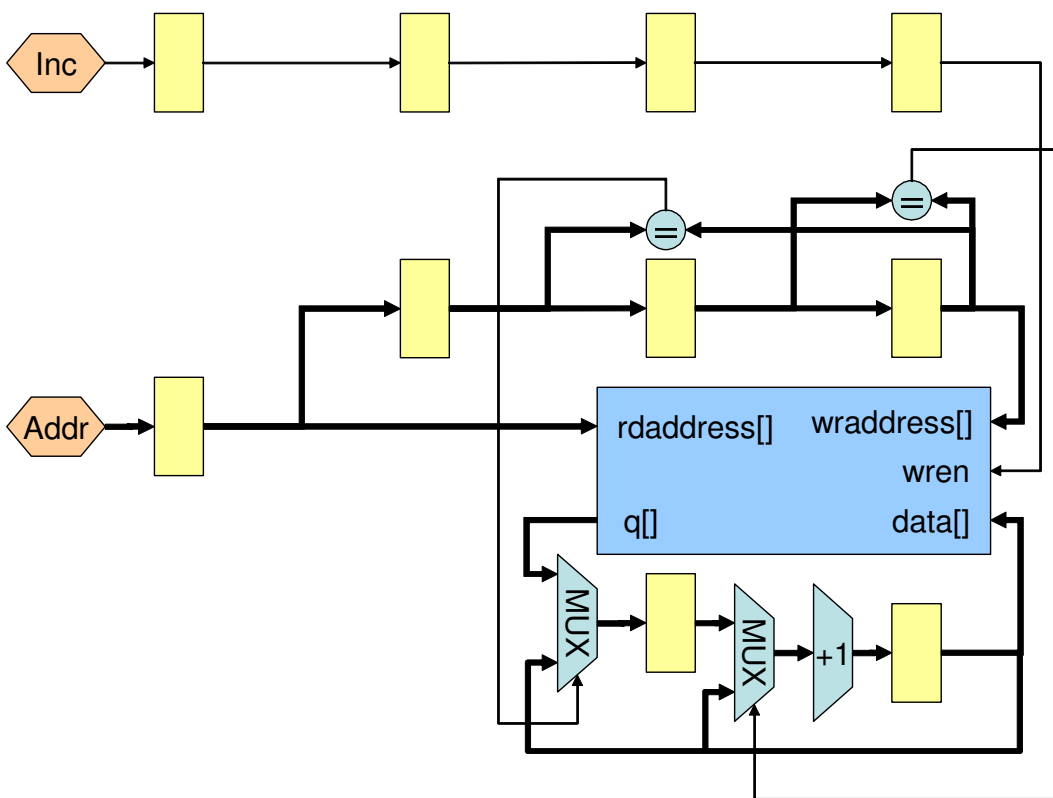 Inc
=
=
Addr
rdaddress[]
wraddress[]
wren
q[]
data[]
MUX
MUX
+1